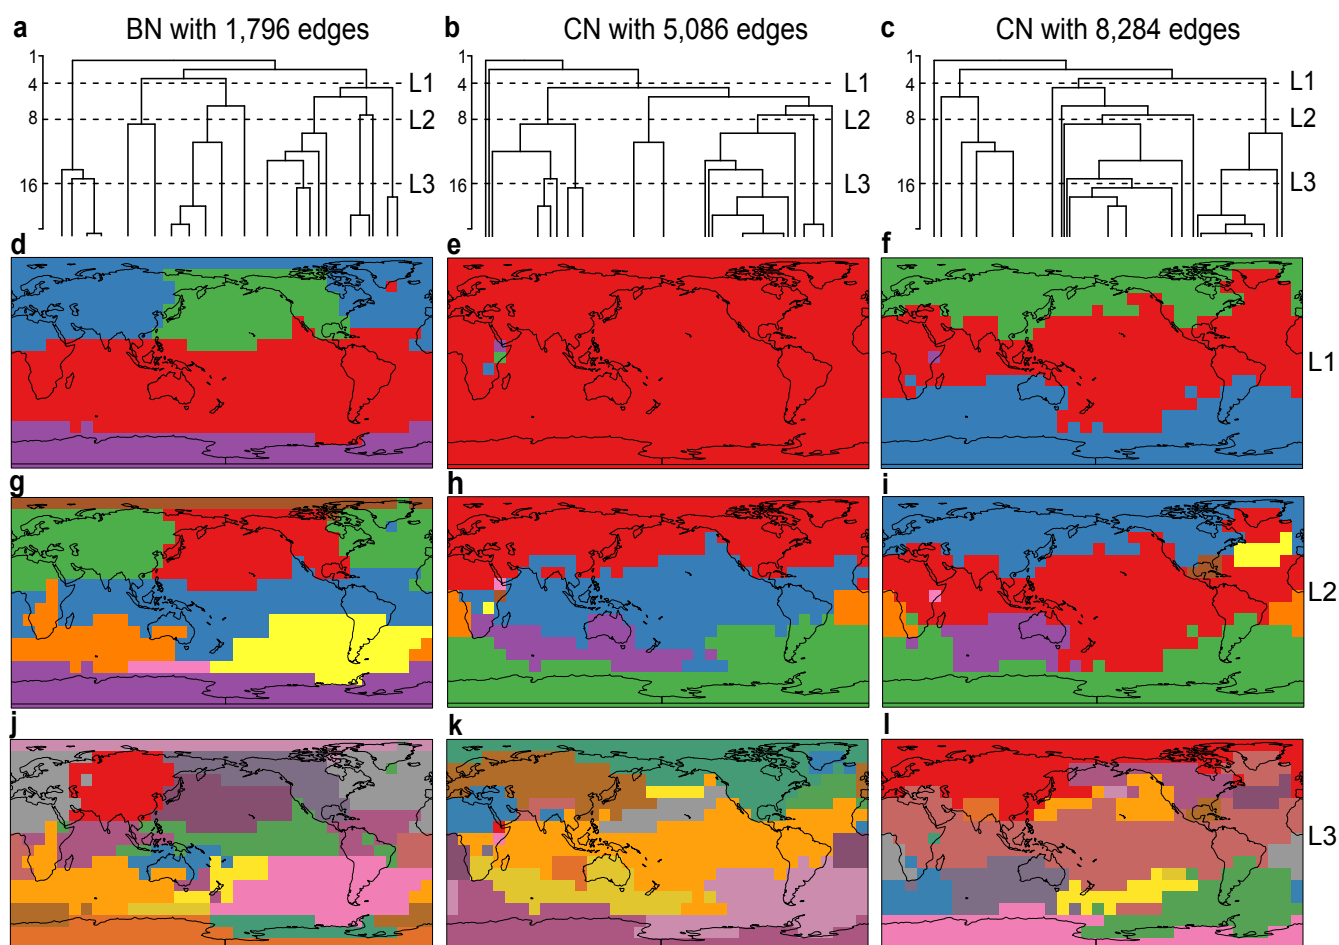 a BN with 1,796 edges b CN with 5,086 edges c CN with 8,284 edges
1 1 1
4 L1 4 L1 4 L1
8 L2 8 L2 8 L2
16 L3 16 L3 16 L3
d e f
L1
g h i
L2
j k l
L3